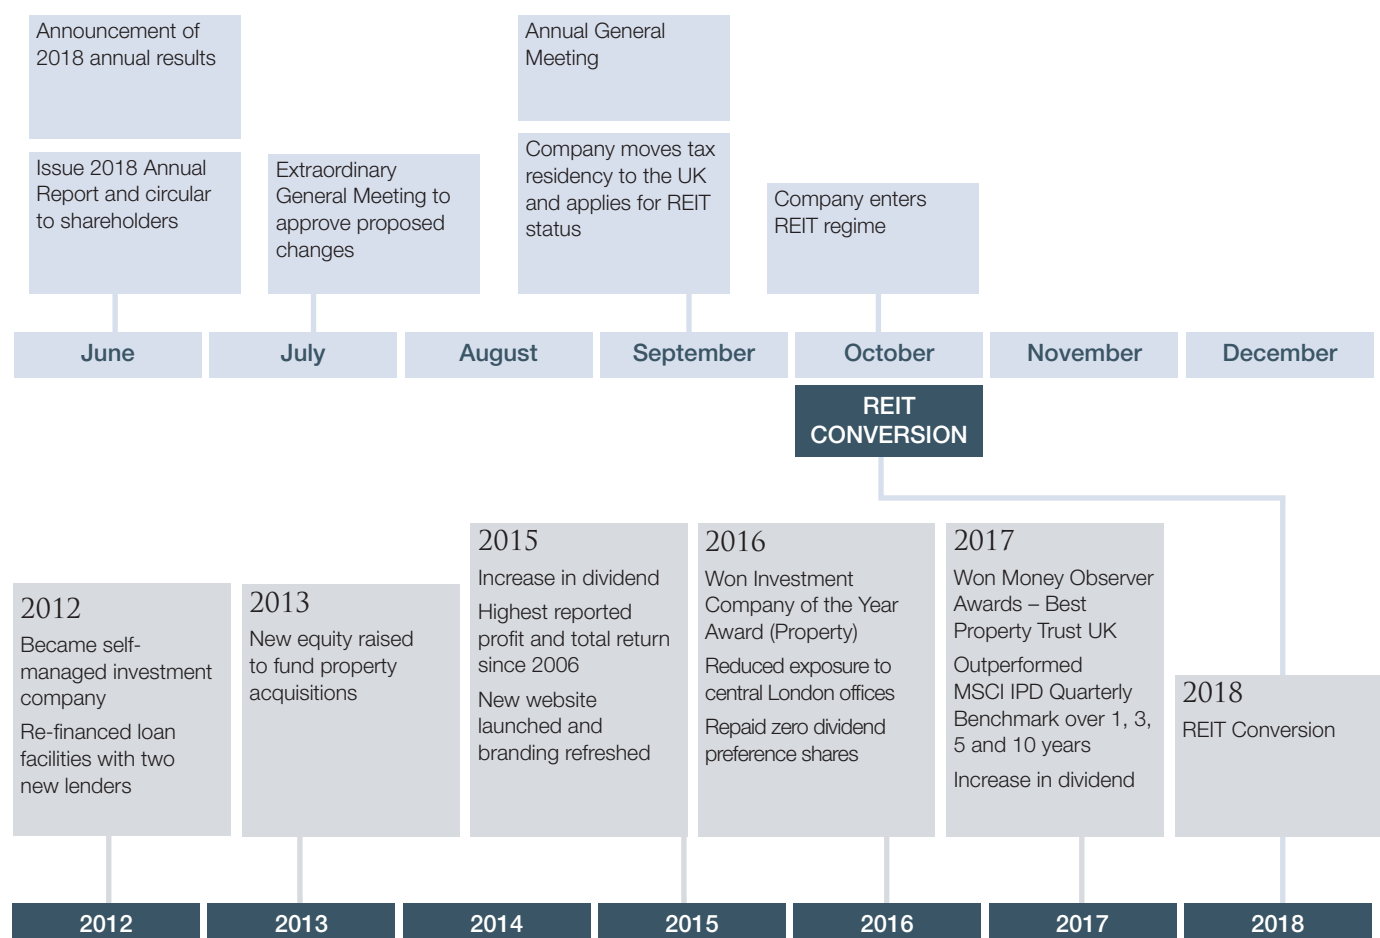 Announcement of
2018 annual results
Issue 2018 Annual
Report and circular
to shareholders
Extraordinary
General Meeting to
approve proposed
changes
Annual General
Meeting
Company moves tax
residency to the UK
and applies for REIT
status
Company enters
REIT regime
June
July
August
September
October
November
December
REIT
CONVERSION
2012
Became self-
managed investment
company
Re-financed loan
facilities with two
new lenders
2013
New equity raised
to fund property
acquisitions
2015
Increase in dividend
Highest reported
profit and total return
since 2006
New website
launched and
branding refreshed
2016
Won Investment
Company of the Year
Award (Property)
Reduced exposure to
central London offices
Repaid zero dividend
preference shares
2017
Won Money Observer
Awards – Best
Property Trust UK
Outperformed
MSCI IPD Quarterly
Benchmark over 1, 3,
5 and 10 years
Increase in dividend
2018
REIT Conversion
2012
2013
2014
2015
2016
2017
2018